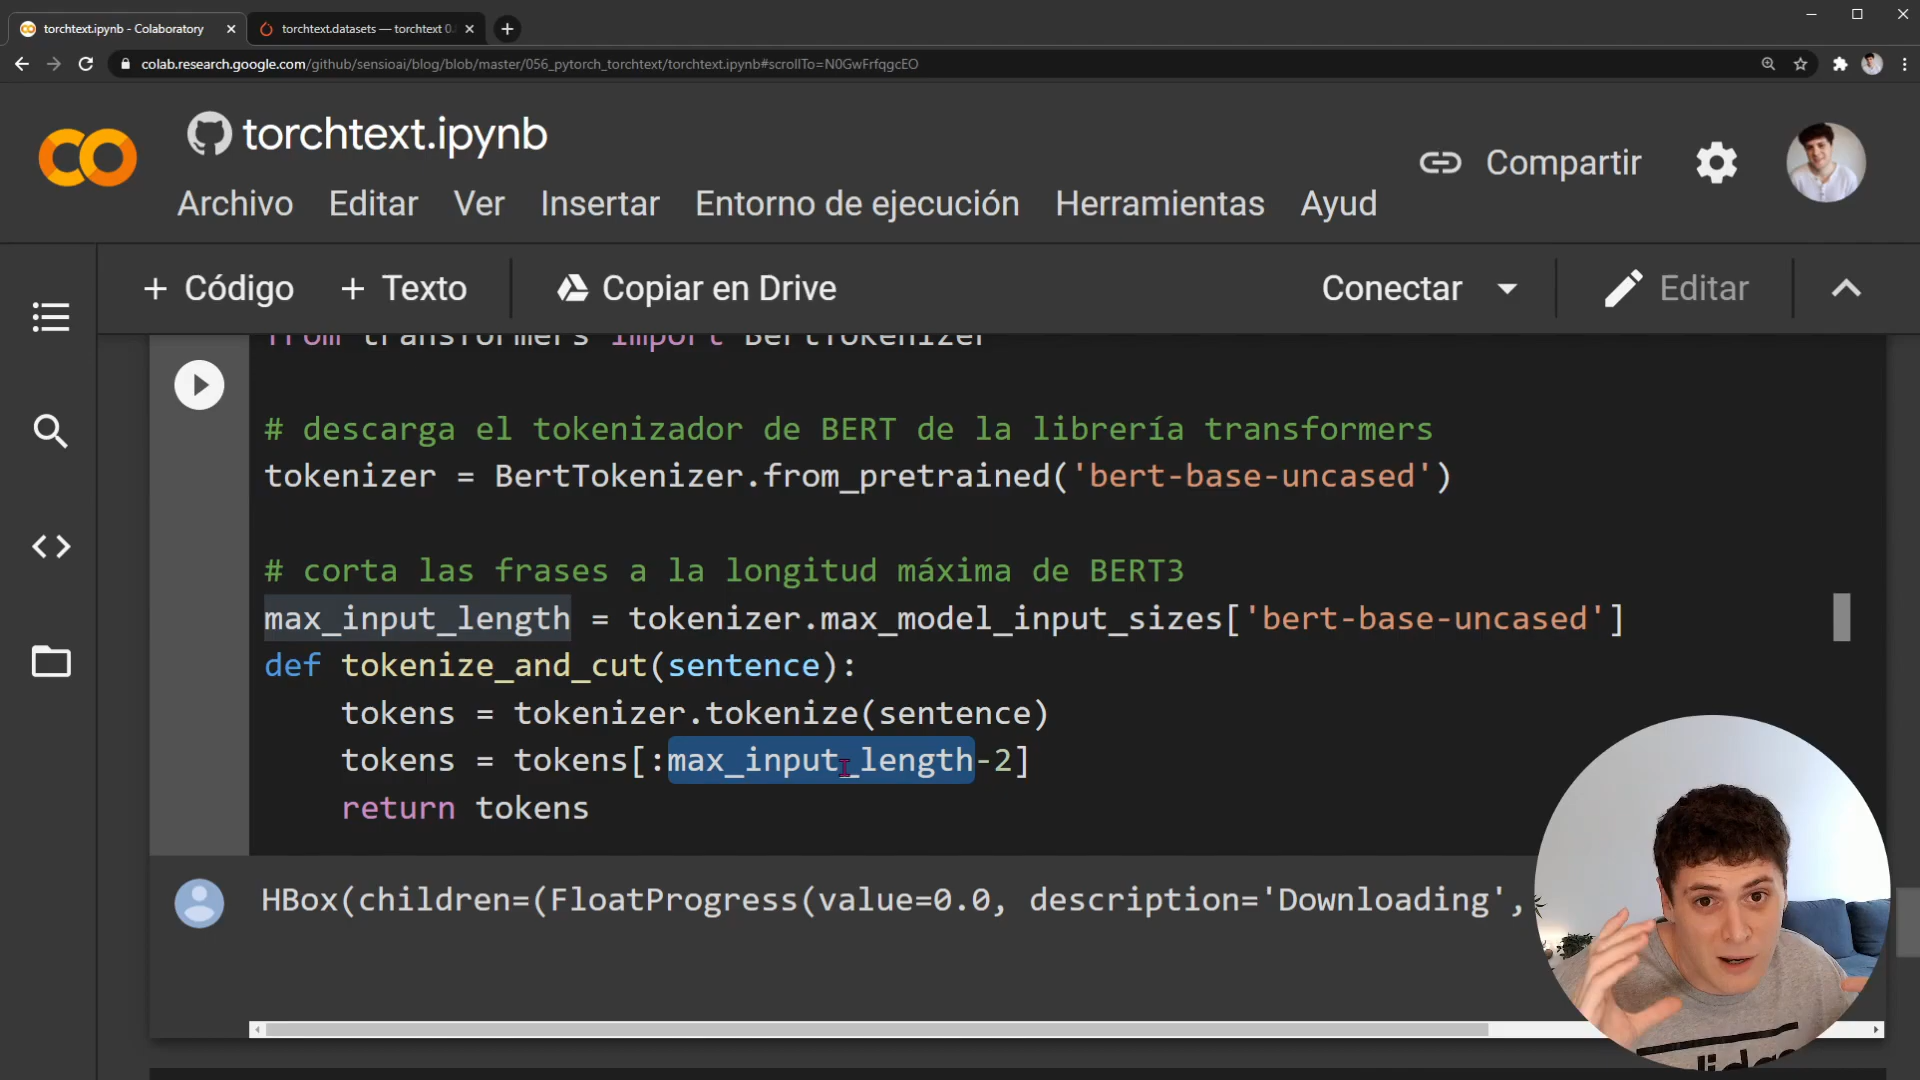 torchtext.ipynb - Colaboratory
torchtext.datasets — torchtext 0.
colab.research.google.com/github/sensioai/blog/blob/master/056_pytorch_torchtext/torchtext.ipynb#scrollTo=N0GwFrfqgcEO
torchtext.ipynb
Compartir
Archivo Editar Ver Insertar Entorno de ejecución Herramientas Ayud
+ Código + Texto Copiar en Drive Conectar Editar
from transformers import BertTokenizer
# descarga el tokenizador de BERT de la librería transformers
tokenizer = BertTokenizer.from_pretrained('bert-base-uncased')
# corta las frases a la longitud máxima de BERT3
max_input_length = tokenizer.max_model_input_sizes['bert-base-uncased']
def tokenize_and_cut(sentence):
tokens = tokenizer.tokenize(sentence)
tokens = tokens[:max_input_length-2]
return tokens
HBox(children=(FloatProgress(value=0.0, description='Downloading',